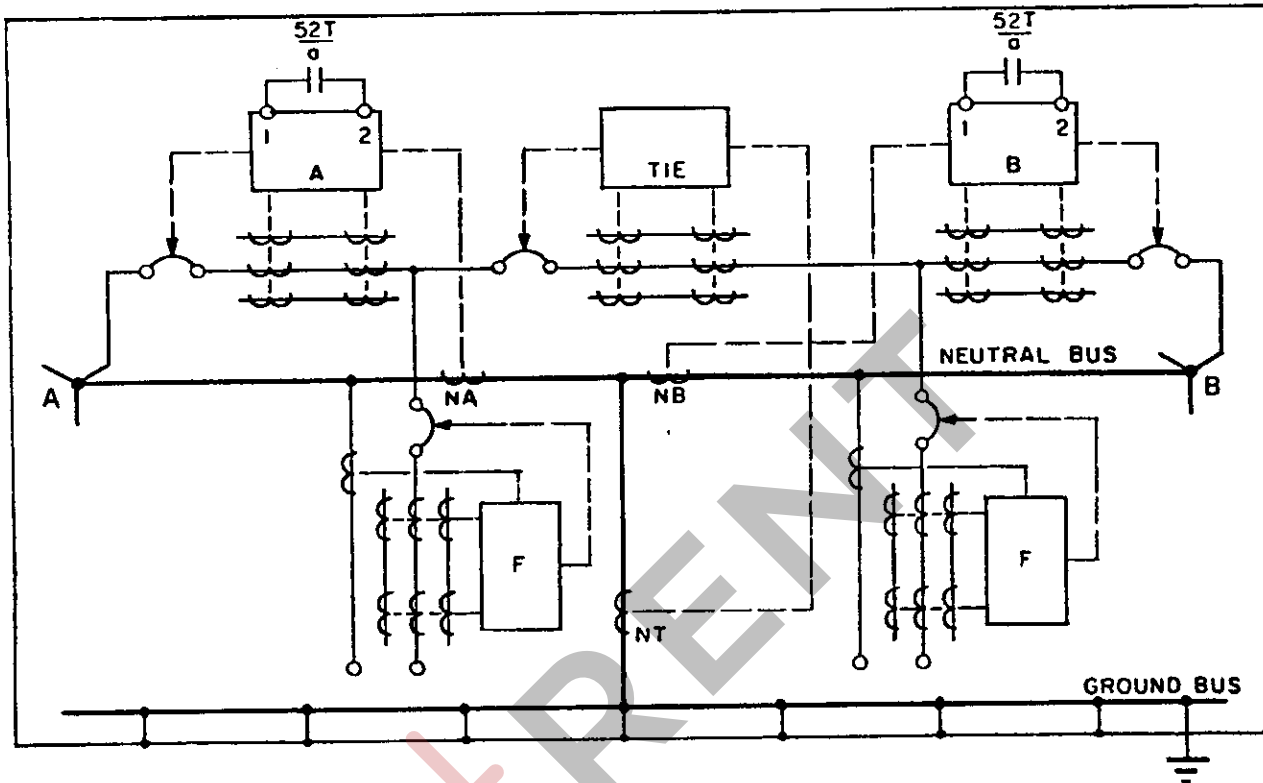 52T
a
52T
a
1 2
A
TIE
1 2
B
NEUTRAL BUS
A
NA
NB
B
F
F
NT
GROUND BUS
RENT